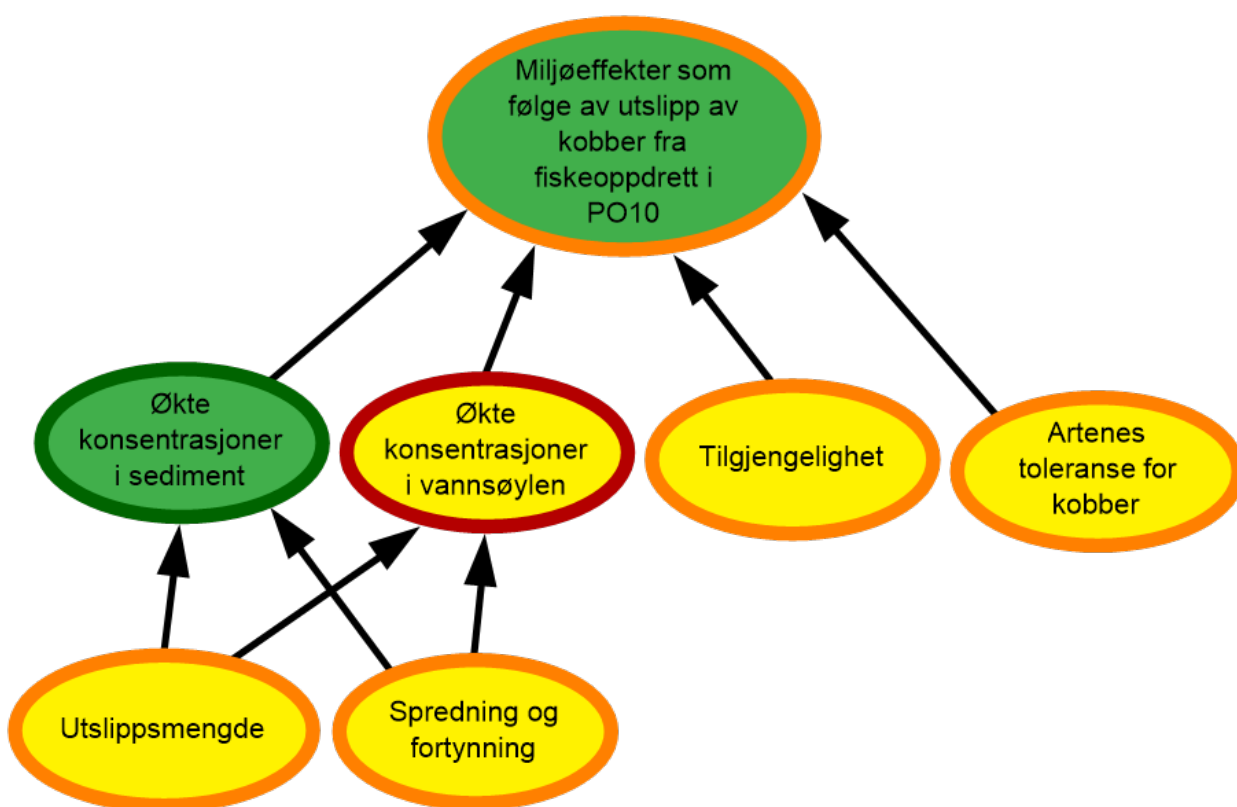 Miljøeffekter som
følge av utslipp av
kobber fra
fiskeoppdrett i
PO10
Økte
konsentrasjoner
i sediment
Økte
konsentrasjoner
i vannsøylen
Tilgjengelighet
Artenes
toleranse for
kobber
Utslippsmengde
Spredning og
fortynning